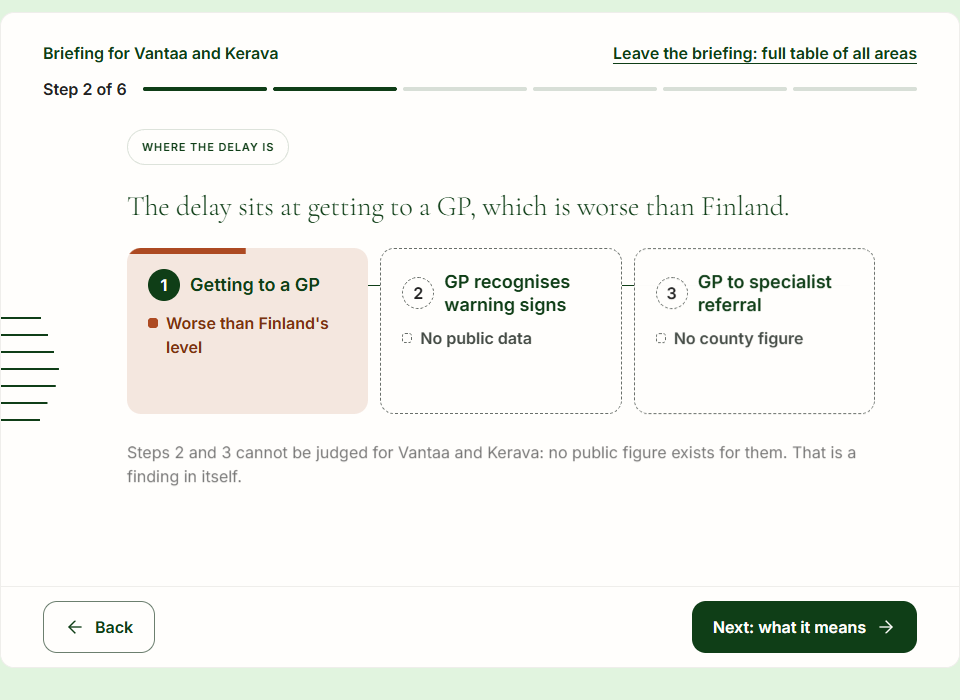 Briefing for Vantaa and Kerava
Leave the briefing: full table of all areas
Step 2 of 6
WHERE THE DELAY IS
The delay sits at getting to a GP, which is worse than Finland.
1 Getting to a GP
Worse than Finland's
level
2 GP recognises
warning signs
No public data
3 GP to specialist
referral
No county figure
Steps 2 and 3 cannot be judged for Vantaa and Kerava: no public figure exists for them. That is a
finding in itself.
Back
Next: what it means